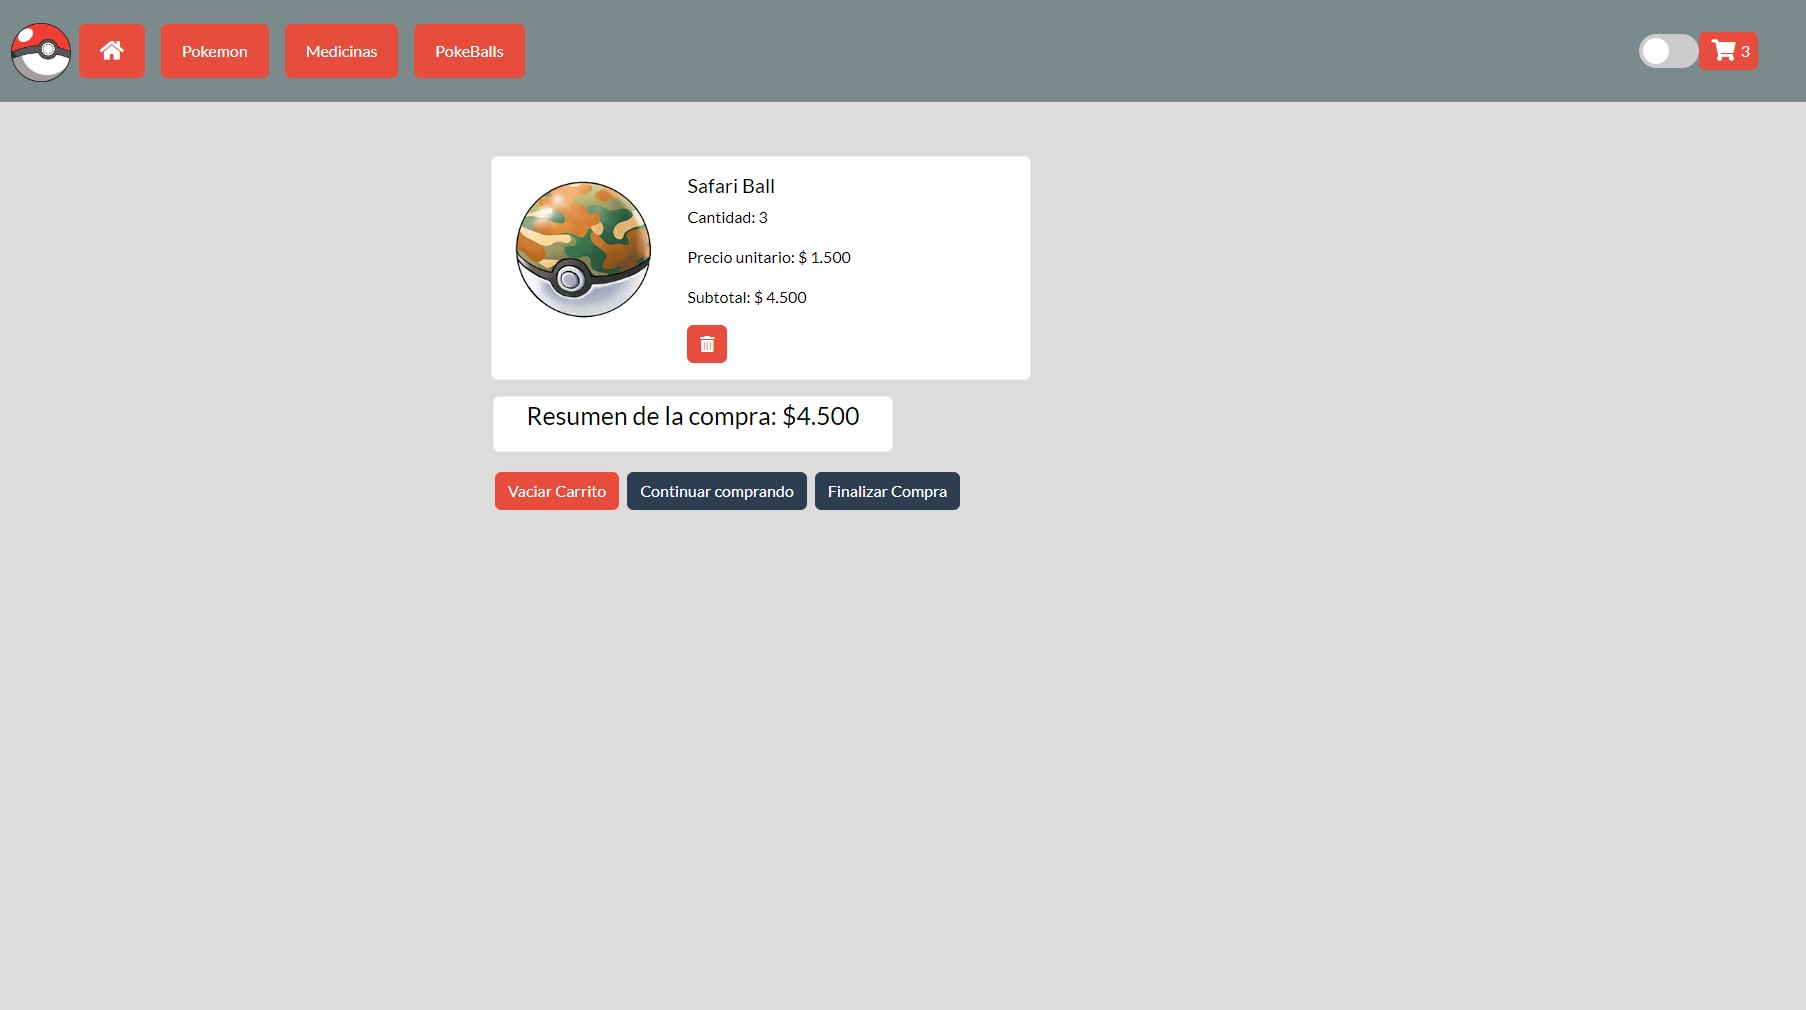 Pokemon
Medicinas
PokeBalls
3
Safari Ball
Cantidad: 3
Precio unitario: $ 1.500
Subtotal: $ 4.500
Resumen de la compra: $4.500
Vaciar Carrito
Continuar comprando
Finalizar Compra